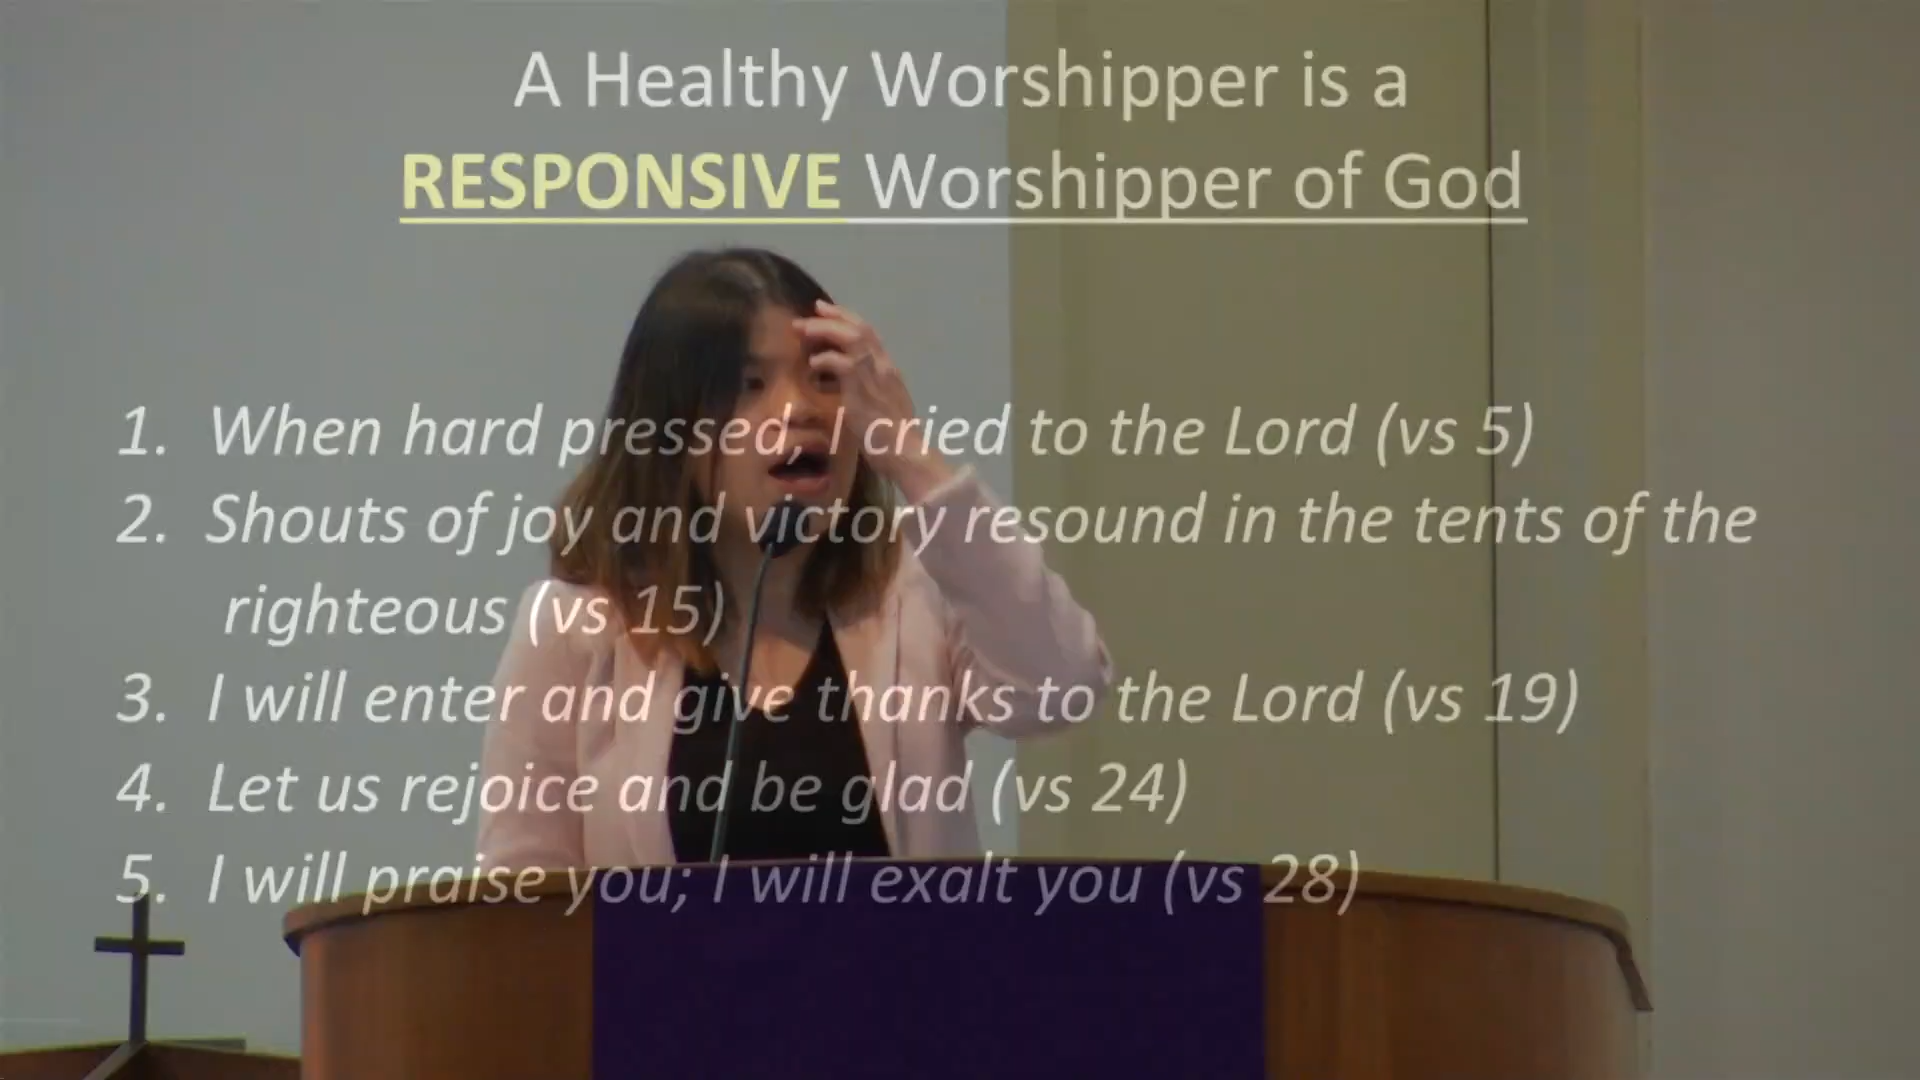 A Healthy Worshipper is a
RESPONSIVE Worshipper of God
1. When hard pressed, I cried to the Lord (vs 5)
2. Shouts of joy and victory resound in the tents of the
righteous (vs 15)
3. I will enter and give thanks to the Lord (vs 19)
4. Let us rejoice and be glad (vs 24)
5. I will praise you; I will exalt you (vs 28)